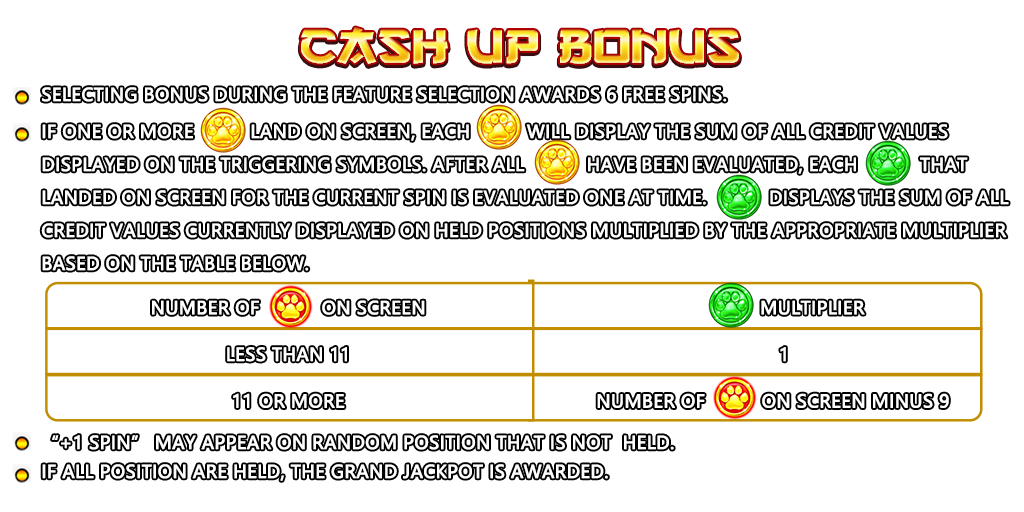 CASH UP BONUS
SELECTING BONUS DURING THE FEATURE SELECTION AWARDS 6 FREE SPINS.
IF ONE OR MORE LAND ON SCREEN, EACH WILL DISPLAY THE SUM OF ALL CREDIT VALUES
DISPLAYED ON THE TRIGGERING SYMBOLS. AFTER ALL HAVE BEEN EVALUATED, EACH THAT
LANDED ON SCREEN FOR THE CURRENT SPIN IS EVALUATED ONE AT TIME. DISPLAYS THE SUM OF ALL
CREDIT VALUES CURRENTLY DISPLAYED ON HELD POSITIONS MULTIPLIED BY THE APPROPRIATE MULTIPLIER
BASED ON THE TABLE BELOW.
NUMBER OF ON SCREEN MULTIPLIER
LESS THAN 11 1
11 OR MORE NUMBER OF ON SCREEN MINUS 9
"+1 SPIN" MAY APPEAR ON RANDOM POSITION THAT IS NOT HELD.
IF ALL POSITION ARE HELD, THE GRAND JACKPOT IS AWARDED.